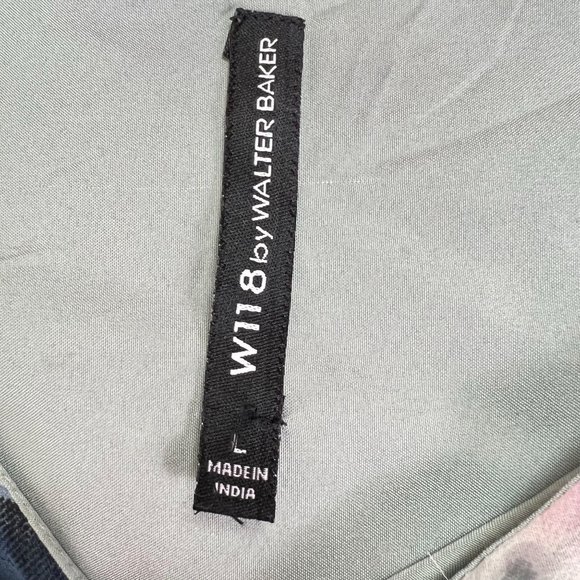 W118 by WALTER BAKER
L
MADE IN
INDIA